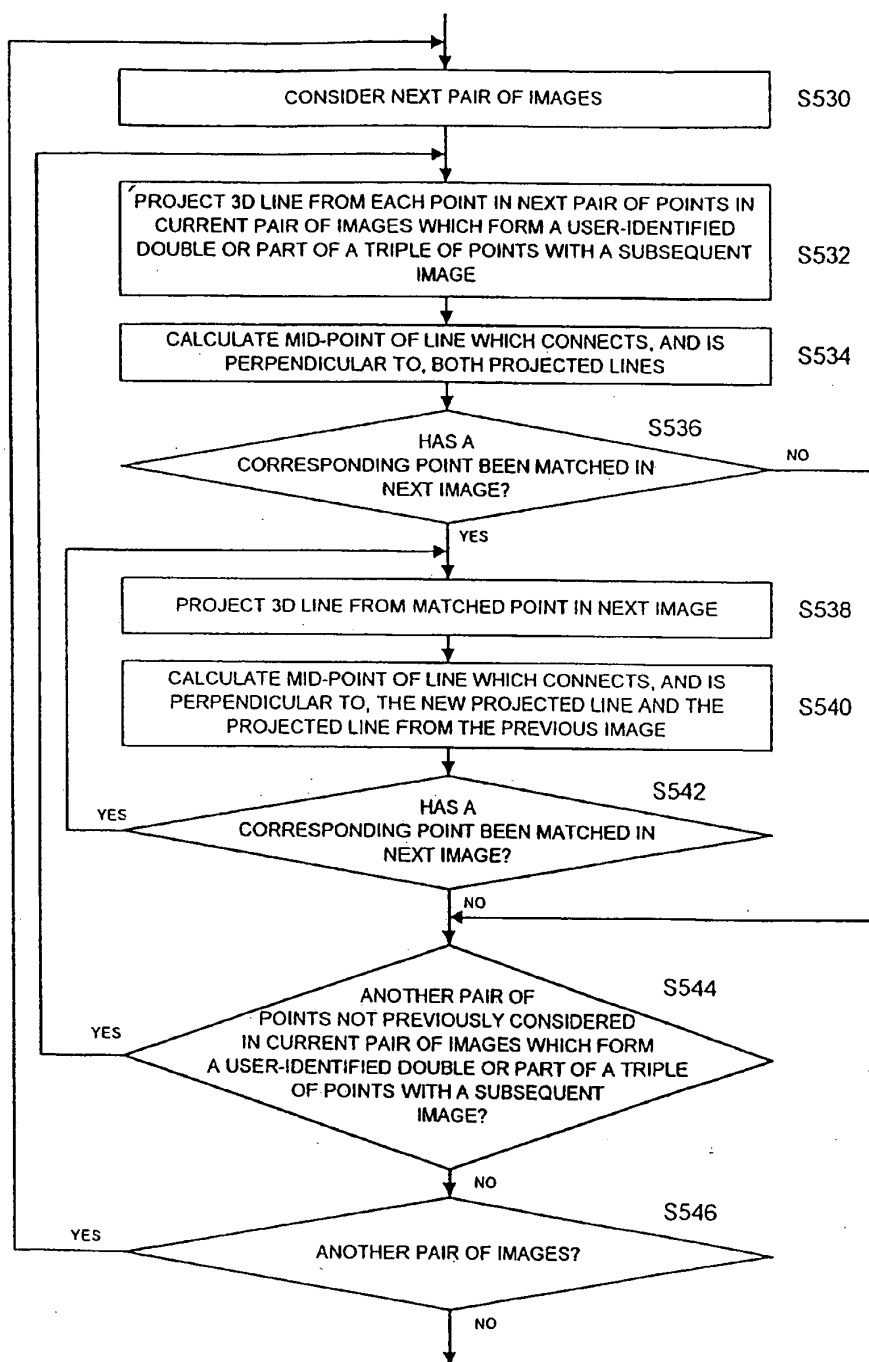 CONSIDER NEXT PAIR OF IMAGES
S530
PROJECT 3D LINE FROM EACH POINT IN NEXT PAIR OF POINTS IN
CURRENT PAIR OF IMAGES WHICH FORM A USER-IDENTIFIED
DOUBLE OR PART OF A TRIPLE OF POINTS WITH A SUBSEQUENT
IMAGE
S532
CALCULATE MID-POINT OF LINE WHICH CONNECTS, AND IS
PERPENDICULAR TO, BOTH PROJECTED LINES
S534
S536
HAS A
CORRESPONDING POINT BEEN MATCHED IN
NEXT IMAGE?
NO
YES
PROJECT 3D LINE FROM MATCHED POINT IN NEXT IMAGE
S538
CALCULATE MID-POINT OF LINE WHICH CONNECTS, AND IS
PERPENDICULAR TO, THE NEW PROJECTED LINE AND THE
PROJECTED LINE FROM THE PREVIOUS IMAGE
S540
S542
YES
HAS A
CORRESPONDING POINT BEEN MATCHED IN
NEXT IMAGE?
NO
S544
YES
ANOTHER PAIR OF
POINTS NOT PREVIOUSLY CONSIDERED
IN CURRENT PAIR OF IMAGES WHICH FORM
A USER-IDENTIFIED DOUBLE OR PART OF A TRIPLE
OF POINTS WITH A SUBSEQUENT
IMAGE?
NO
S546
YES
ANOTHER PAIR OF IMAGES?
NO